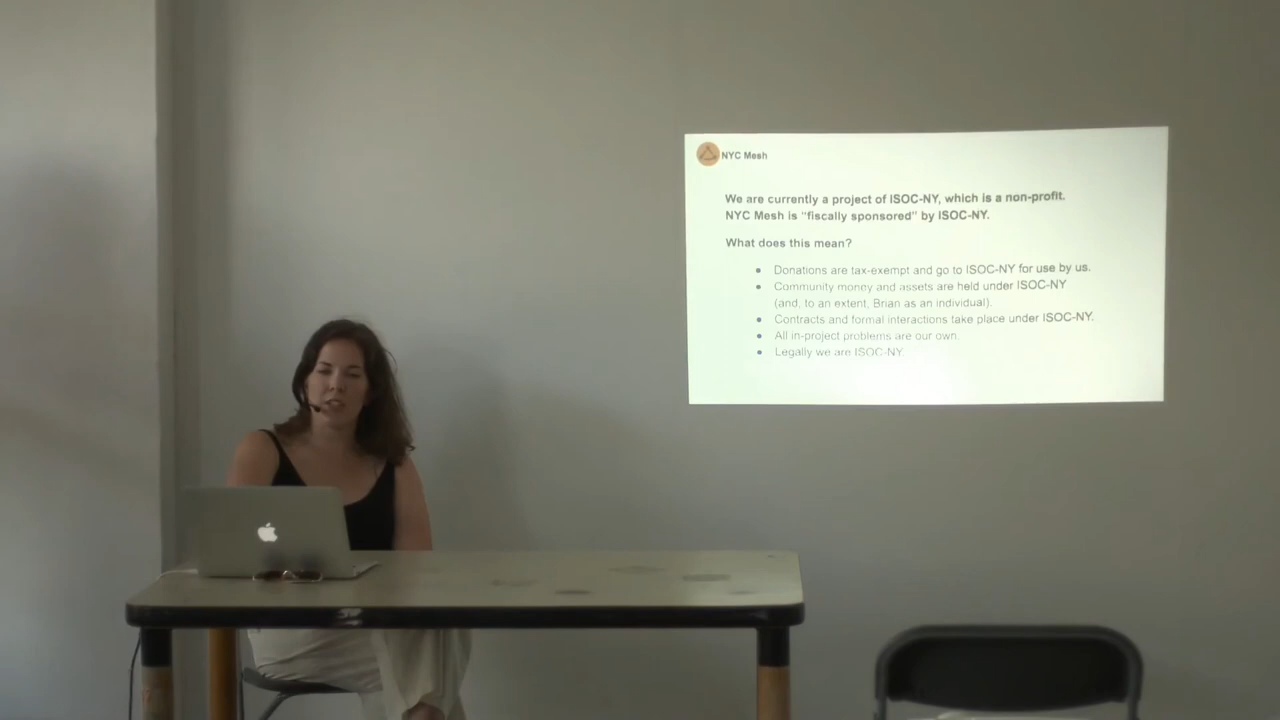 NYC Mesh
We are currently a project of ISOC-NY, which is a non-profit.
NYC Mesh is "fiscally sponsored" by ISOC-NY.
What does this mean?
• Donations are tax-exempt and go to ISOC-NY for use by us.
• Community money and assets are held under ISOC-NY
(and, to an extent, Brian as an individual).
• Contracts and formal interactions take place under ISOC-NY.
• All in-project problems are our own.
• Legally we are ISOC-NY.